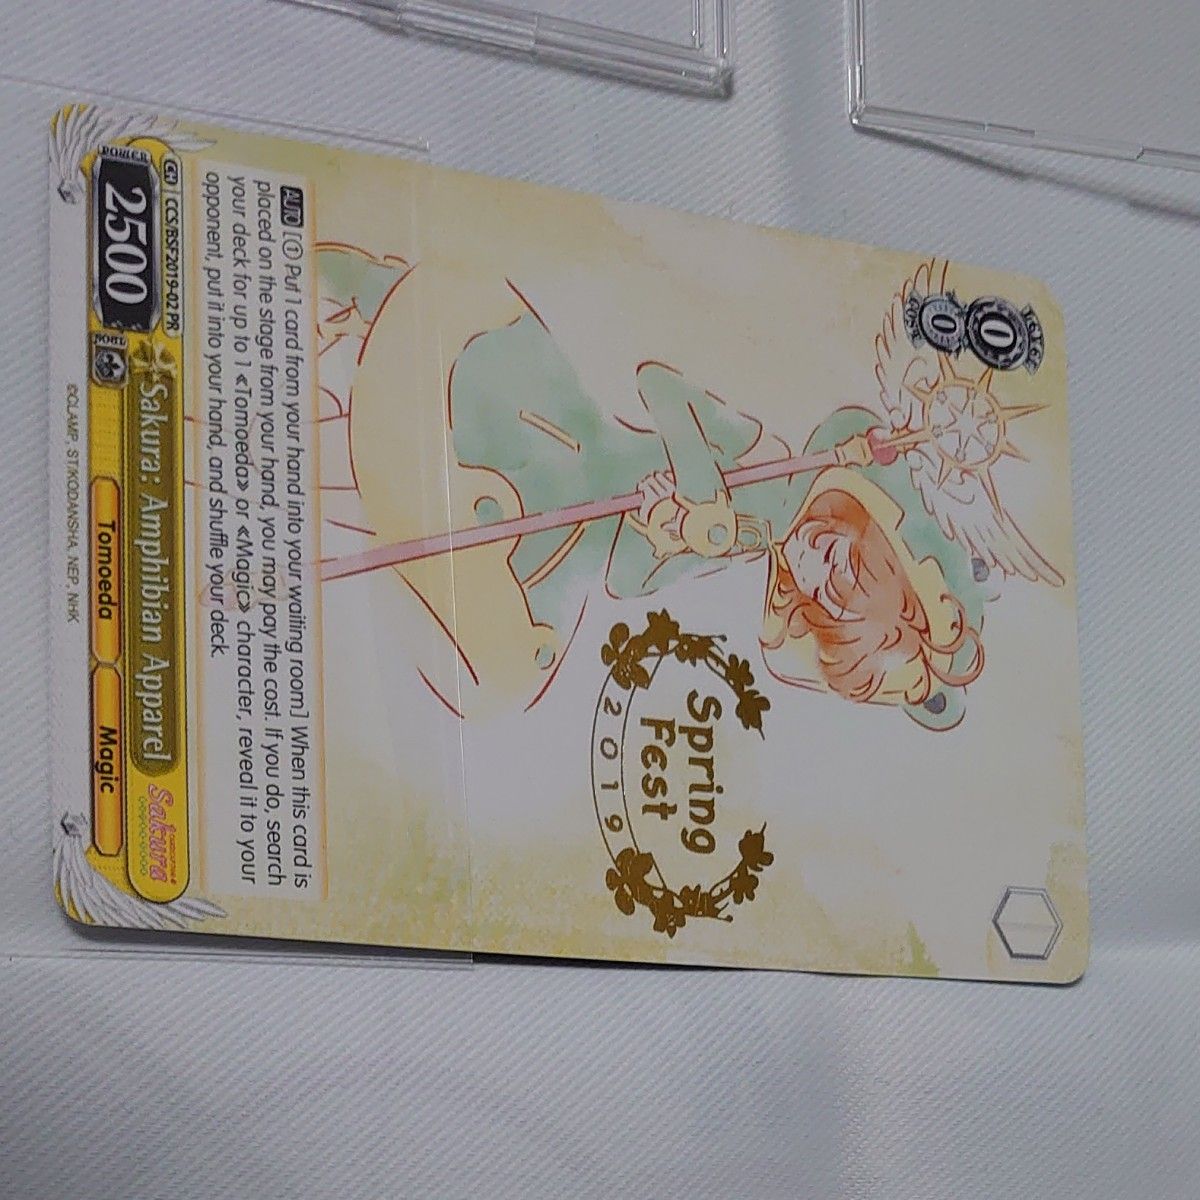 LEVEL
0
COST
0
Spring
Fest
2019
AUTO [① Put 1 card from your hand into your waiting room] When this card is
placed on the stage from your hand, you may pay the cost. If you do, search
your deck for up to 1 «Tomoeda» or «Magic» character, reveal it to your
opponent, put it into your hand, and shuffle your deck.
CH CCS/BSF2019-02 PR
POWER
2500
SOUL
Sakura: Amphibian Apparel
Sakura
Tomoeda
Magic
©CLAMP, ST/KODANSHA, NEP, NHK